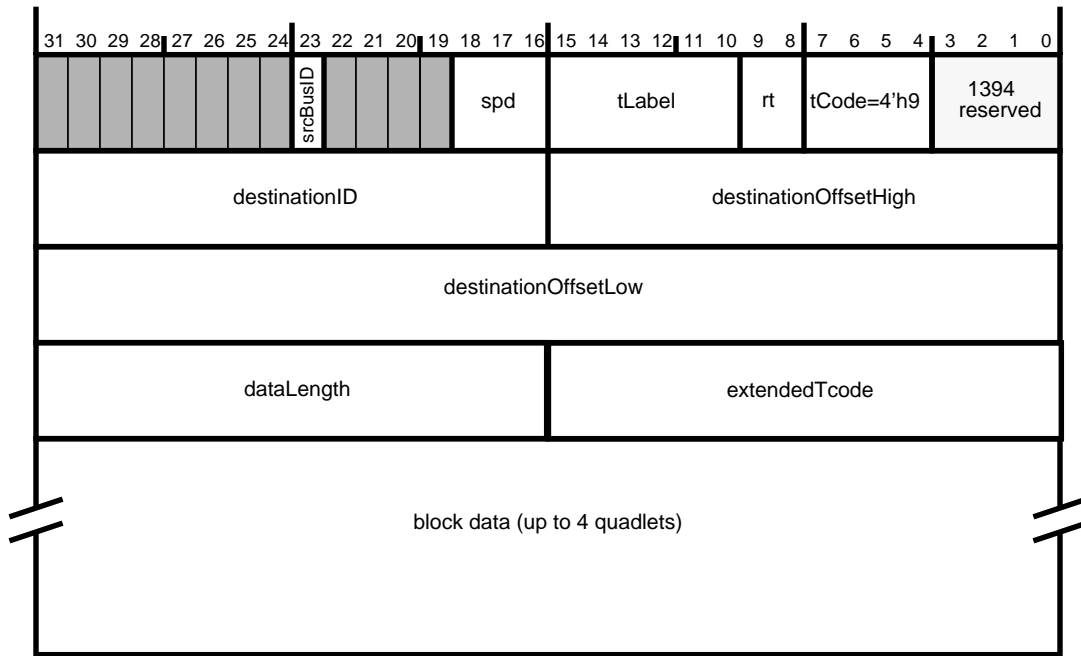 31 30 29 28 27 26 25 24 23 22 21 20 19 18 17 16 15 14 13 12 11 10 9 8 7 6 5 4 3 2 1 0
srcBusID
spd
tLabel
rt
tCode=4'h9
1394
reserved
destinationID
destinationOffsetHigh
destinationOffsetLow
dataLength
extendedTcode
block data (up to 4 quadlets)